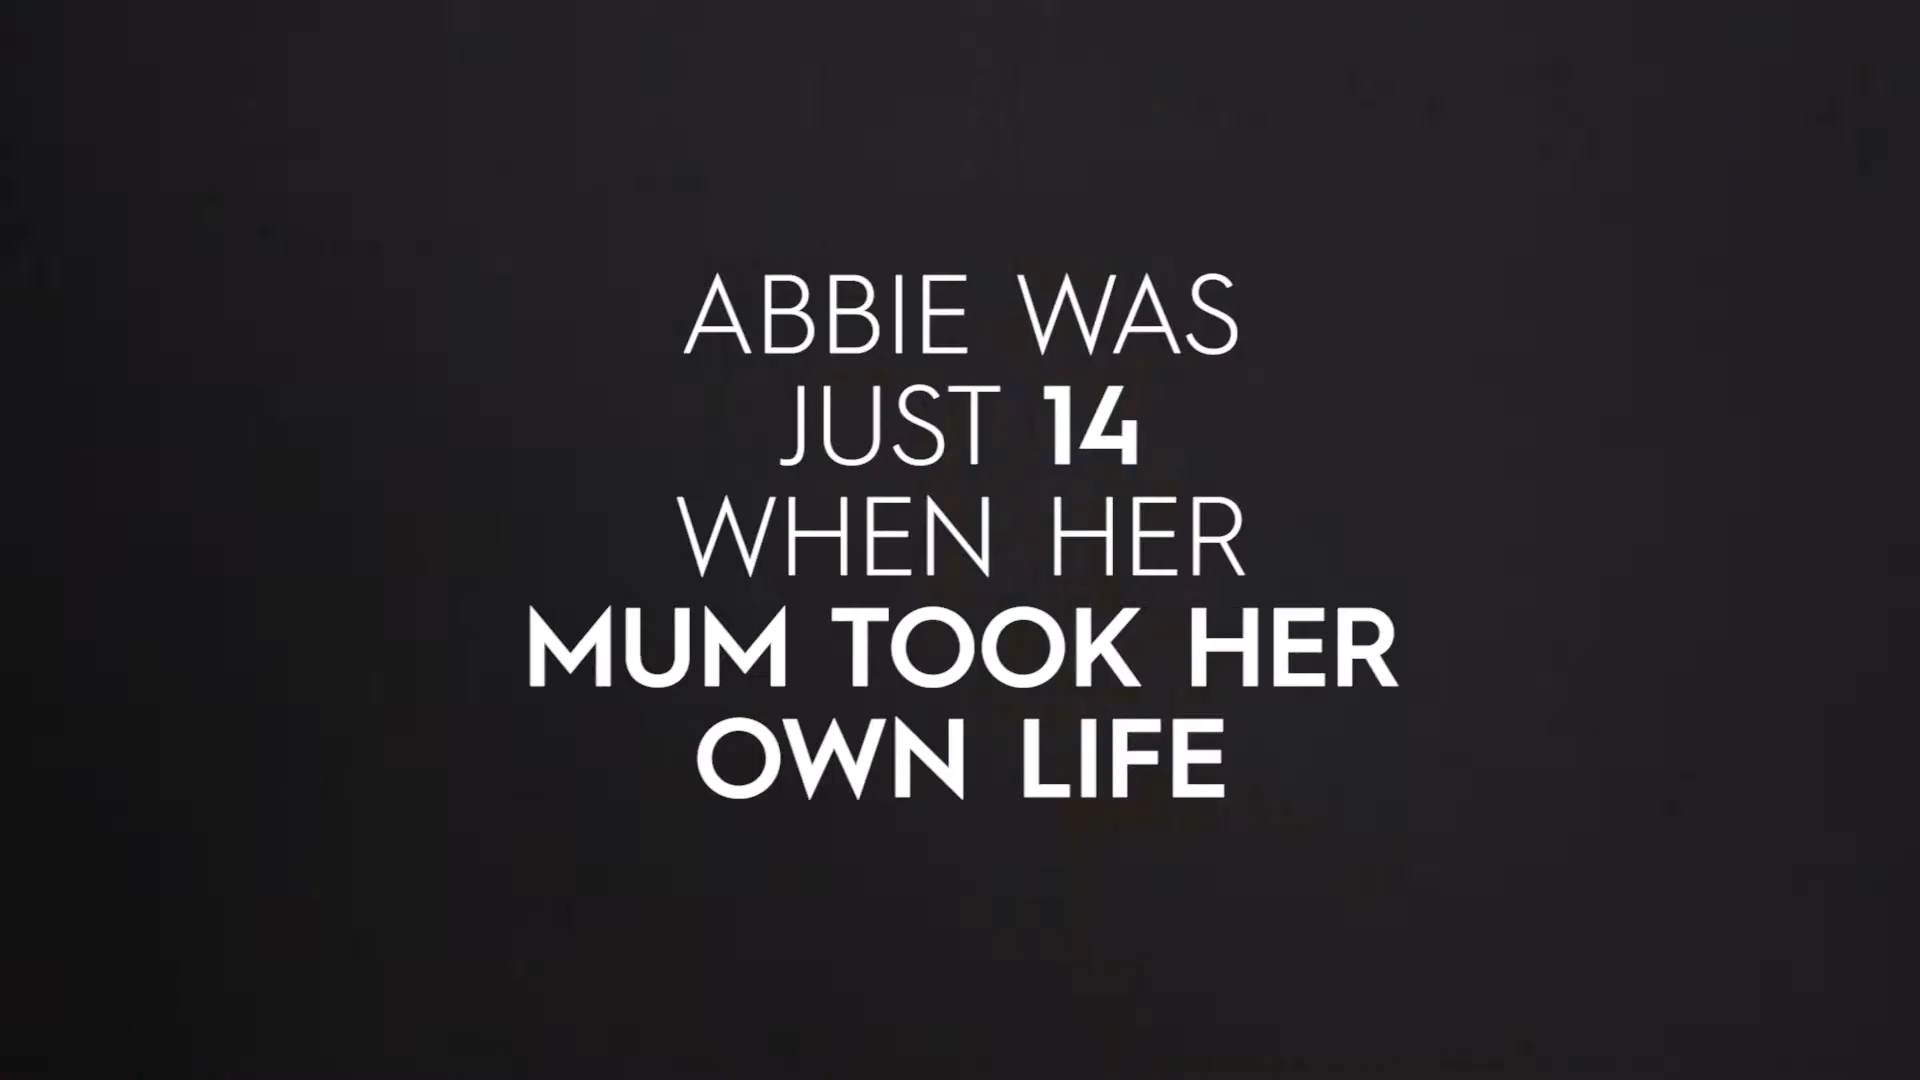 ABBIE WAS
JUST 14
WHEN HER
MUM TOOK HER
OWN LIFE